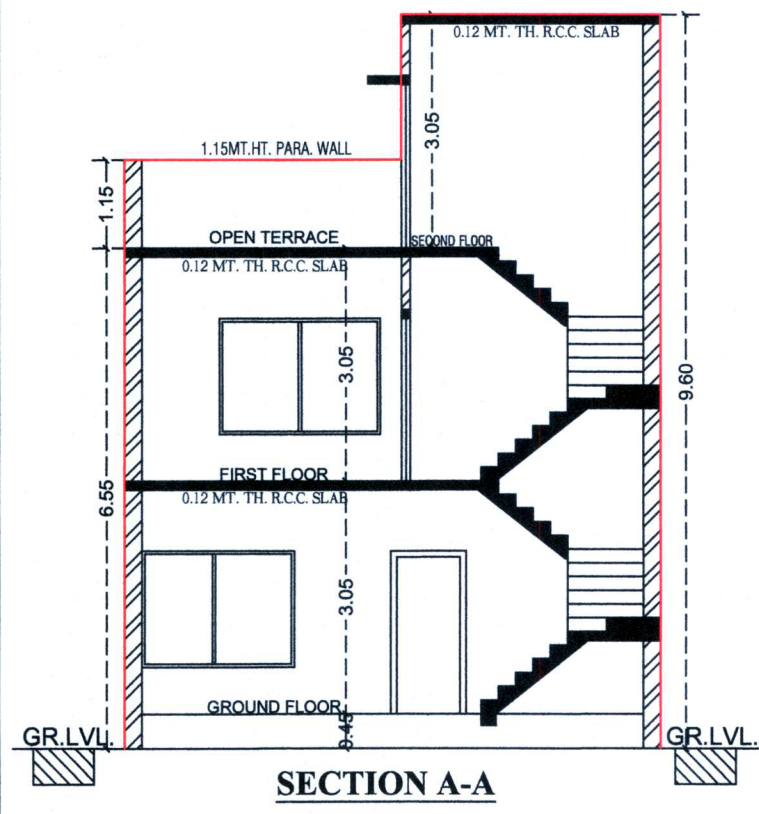 0.12 MT. TH. R.C.C. SLAB
3.05
1.15MT.HT. PARA. WALL
1.15
OPEN TERRACE
SECOND FLOOR
0.12 MT. TH. R.C.C. SLAB
3.05
9.60
FIRST FLOOR
0.12 MT. TH. R.C.C. SLAB
6.55
3.05
GROUND FLOOR
0.45
GR.LVL.
GR.LVL.
SECTION A-A